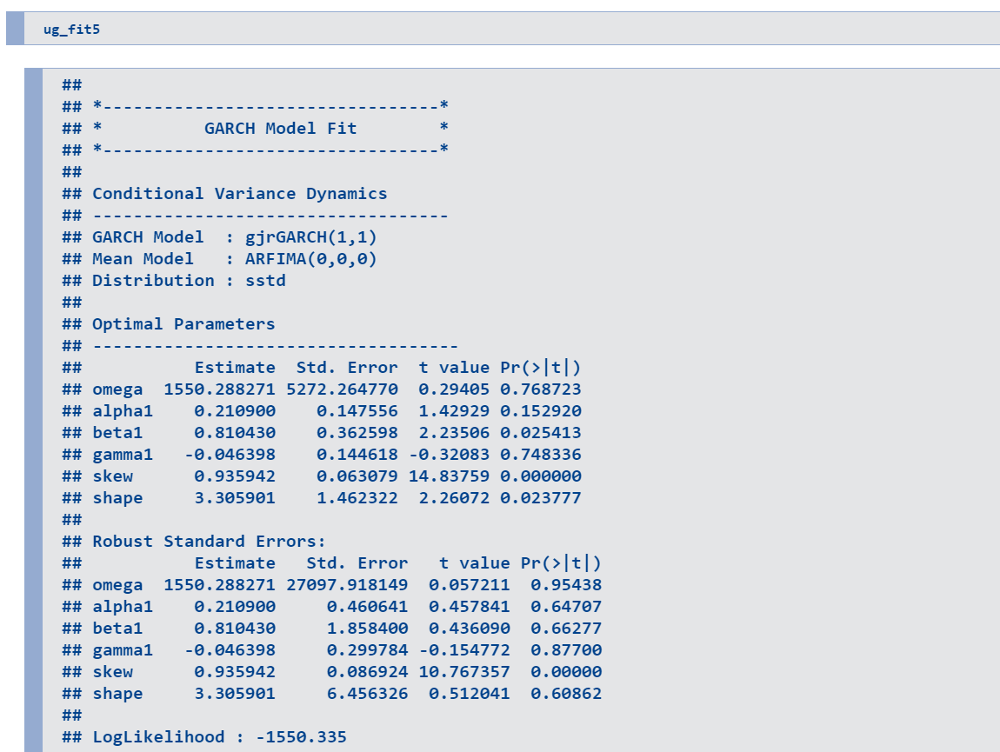 ug_fit5
##
## *---------------------------------*
## *          GARCH Model Fit        *
## *---------------------------------*
##
## Conditional Variance Dynamics
## -----------------------------------
## GARCH Model  : gjrGARCH(1,1)
## Mean Model   : ARFIMA(0,0,0)
## Distribution : sstd
##
## Optimal Parameters
## ------------------------------------
##           Estimate  Std. Error  t value Pr(>|t|)
## omega  1550.288271 5272.264770  0.29405 0.768723
## alpha1    0.210900    0.147556  1.42929 0.152920
## beta1     0.810430    0.362598  2.23506 0.025413
## gamma1   -0.046398    0.144618 -0.32083 0.748336
## skew      0.935942    0.063079 14.83759 0.000000
## shape     3.305901    1.462322  2.26072 0.023777
##
## Robust Standard Errors:
##           Estimate   Std. Error   t value Pr(>|t|)
## omega  1550.288271 27097.918149  0.057211  0.95438
## alpha1    0.210900     0.460641  0.457841  0.64707
## beta1     0.810430     1.858400  0.436090  0.66277
## gamma1   -0.046398     0.299784 -0.154772  0.87700
## skew      0.935942     0.086924 10.767357  0.00000
## shape     3.305901     6.456326  0.512041  0.60862
##
## LogLikelihood : -1550.335